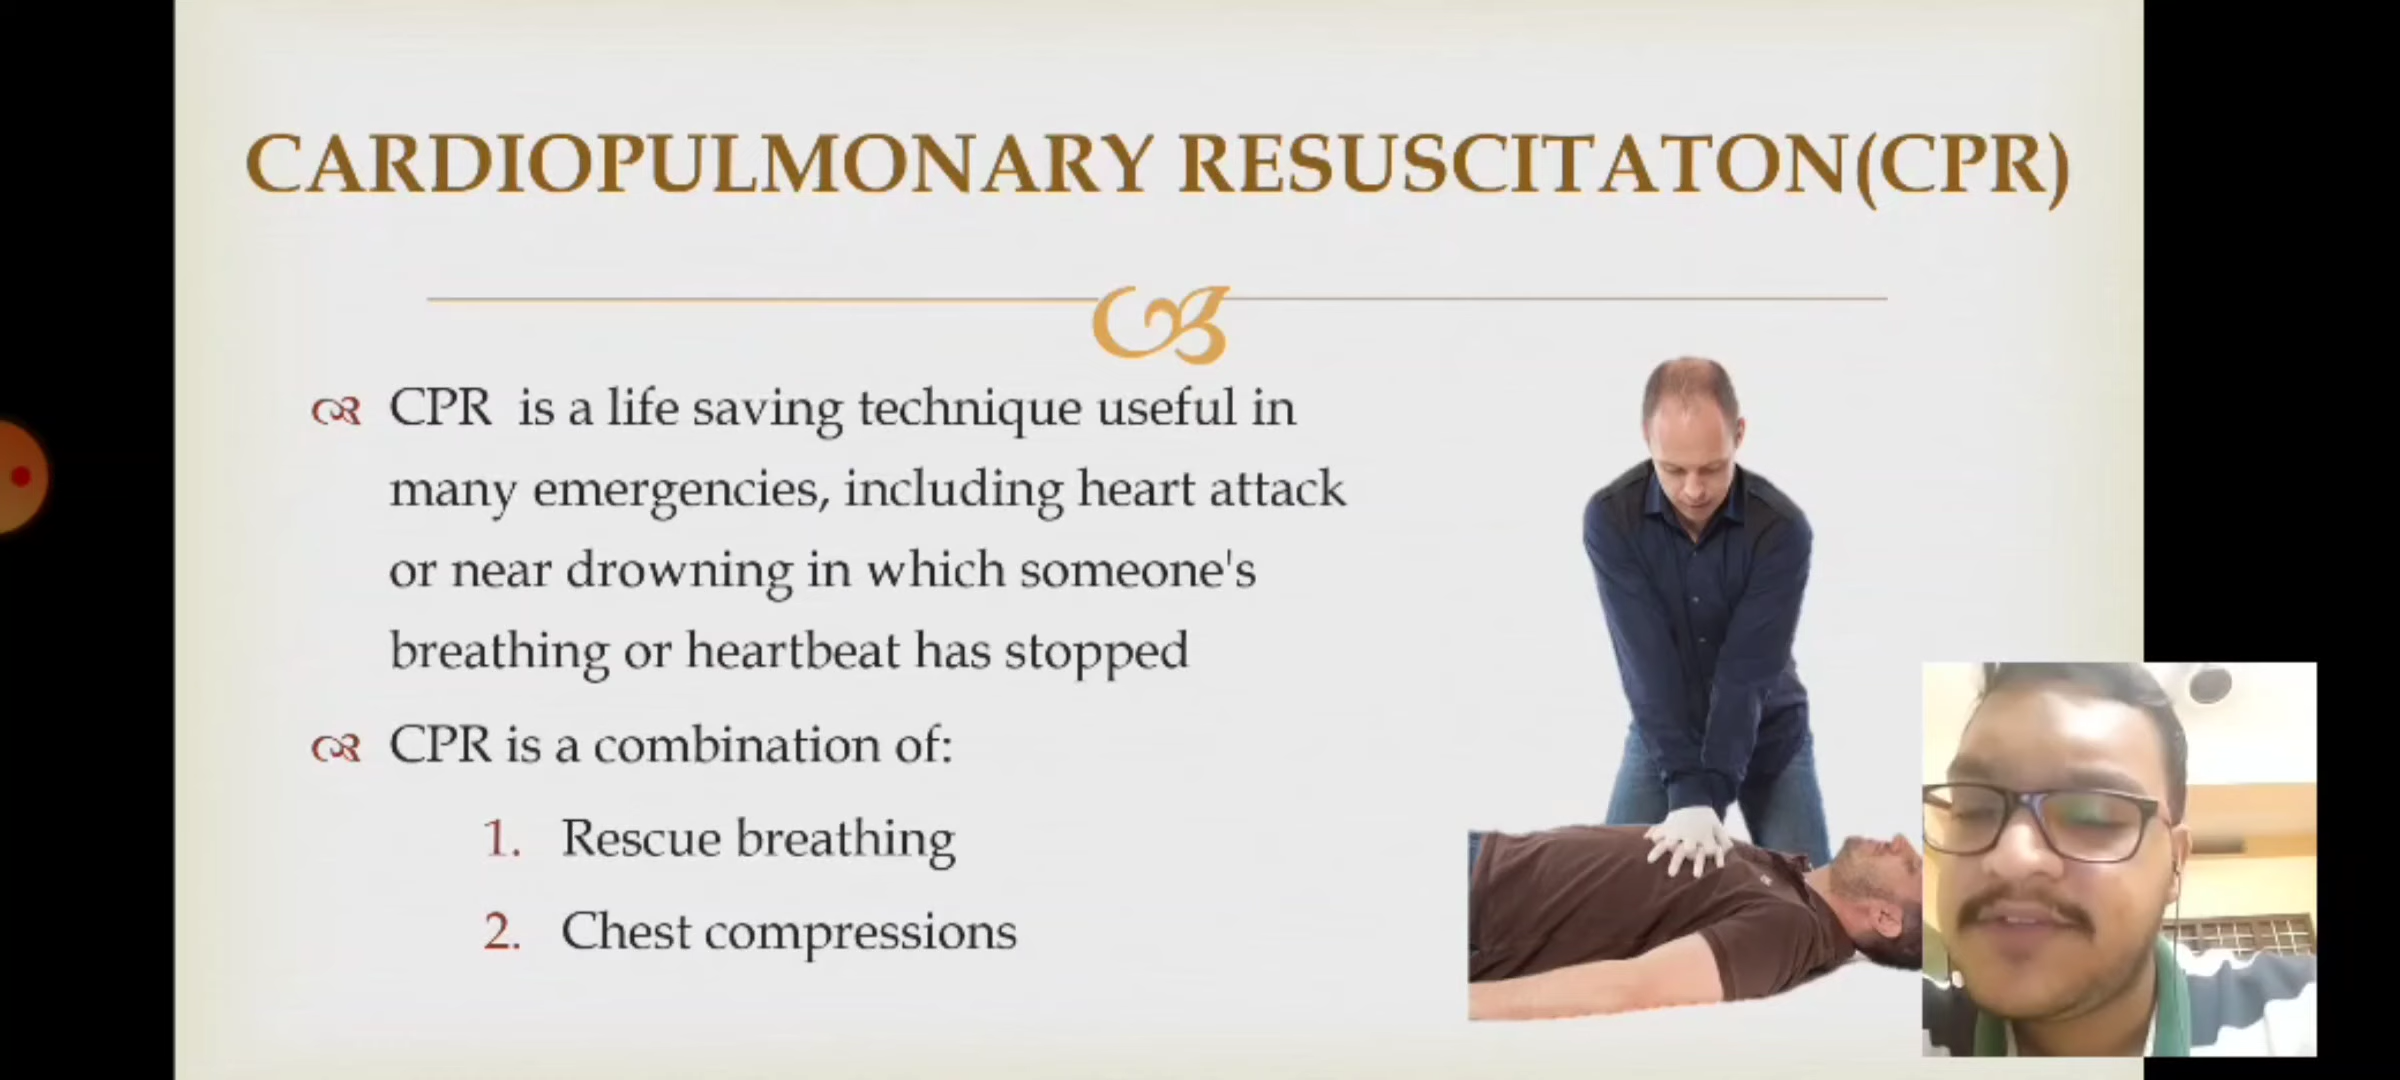 CARDIOPULMONARY RESUSCITATON(CPR)
CPR is a life saving technique useful in
many emergencies, including heart attack
or near drowning in which someone's
breathing or heartbeat has stopped
CPR is a combination of:
1. Rescue breathing
2. Chest compressions